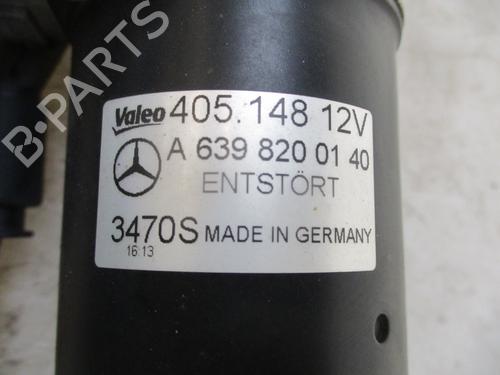 Valeo 405.148 12V
A 639 820 01 40
ENTSTÖRT
3470S MADE IN GERMANY
16 13
B-PARTS